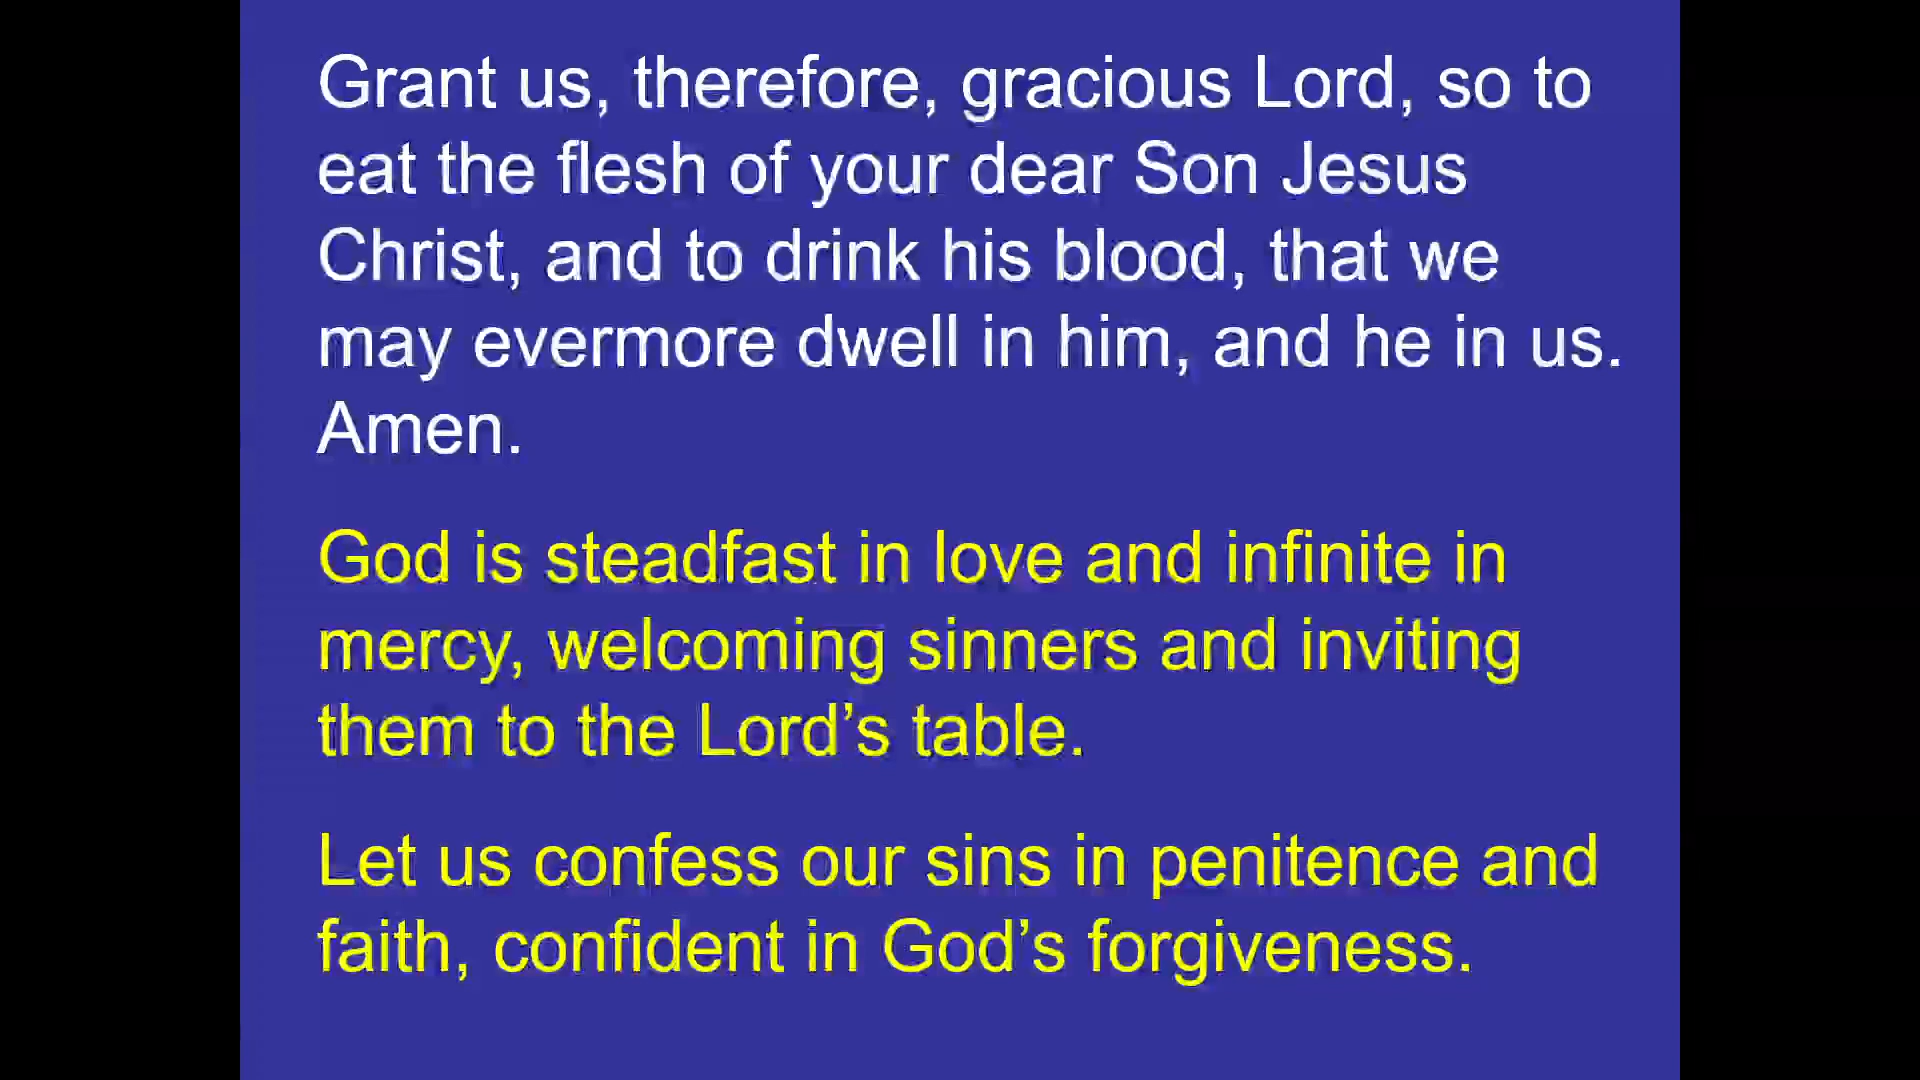 Grant us, therefore, gracious Lord, so to
eat the flesh of your dear Son Jesus
Christ, and to drink his blood, that we
may evermore dwell in him, and he in us.
Amen.
God is steadfast in love and infinite in
mercy, welcoming sinners and inviting
them to the Lord’s table.
Let us confess our sins in penitence and
faith, confident in God’s forgiveness.